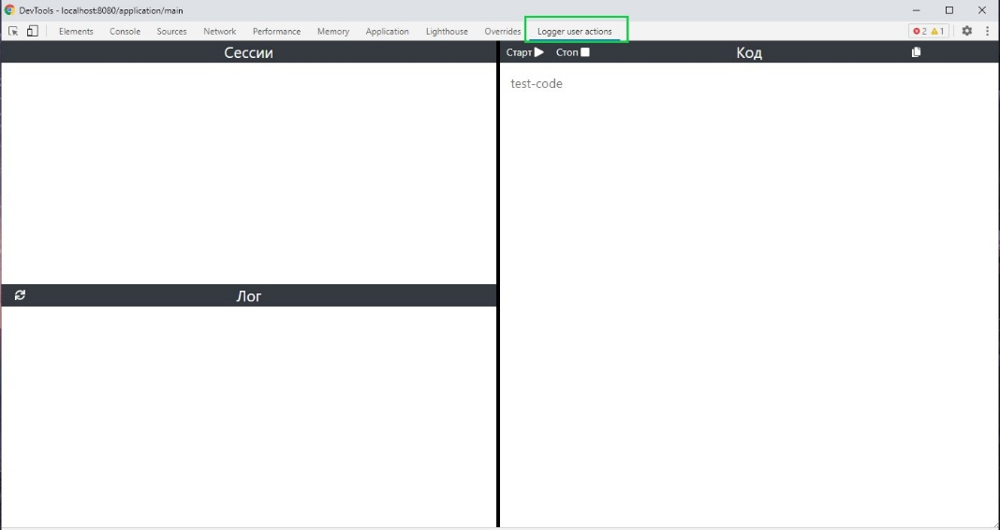 DevTools - localhost:8080/application/main
Elements Console Sources Network Performance Memory Application Lighthouse Overrides Logger user actions 2 1
Сессии
Старт Стоп Код
test-code
Лог